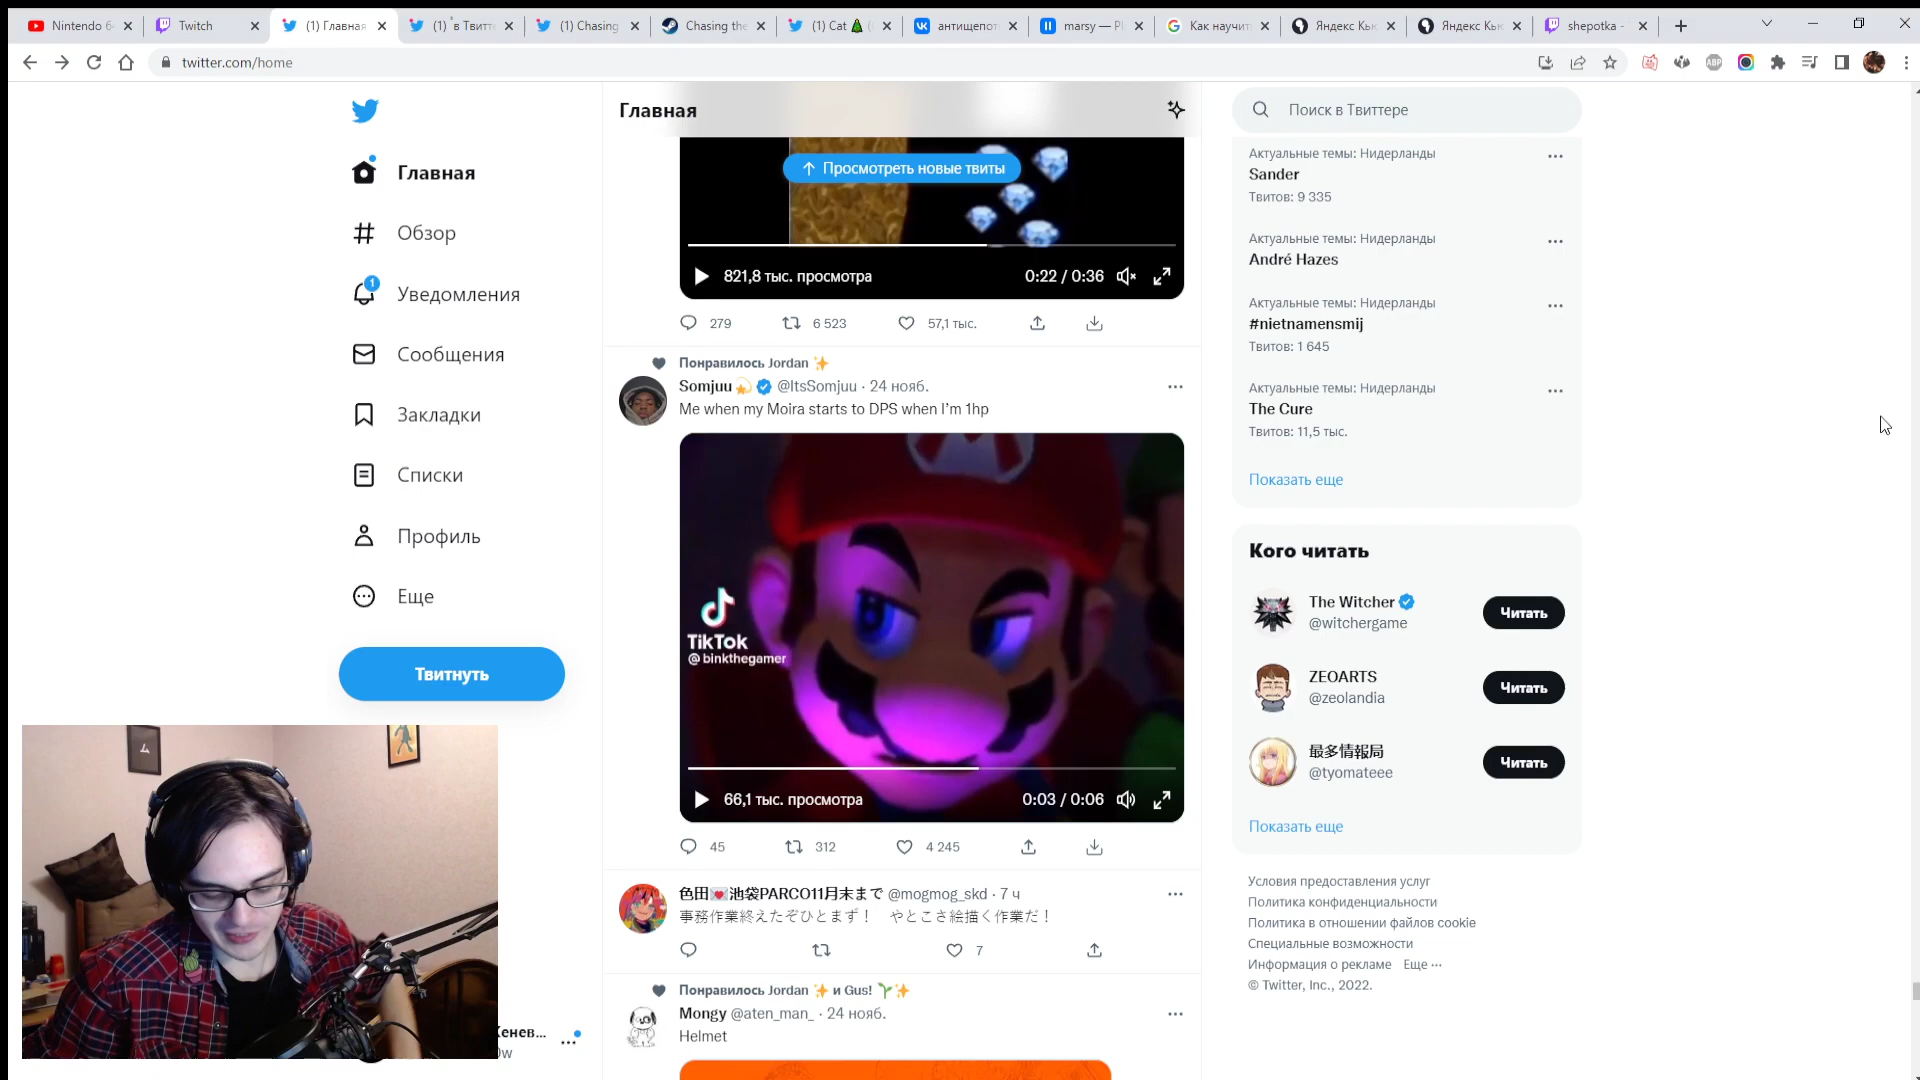 Nintendo 6
Twitch
(1) Главная
(1) "в Твитте
(1) Chasing
Chasing the
(1) Cat
антищепот
marsy — Pl
Как научит
Яндекс Кью
Яндекс Кью
shepotka -
twitter.com/home
Главная
Обзор
1
Уведомления
Сообщения
Закладки
Списки
Профиль
Еще
Твитнуть
Женев...
0w
Главная
Просмотреть новые твиты
821,8 тыс. просмотра
0:22 / 0:36
279
6 523
57,1 тыс.
Понравилось Jordan ✨
Somjuu💫 @ItsSomjuu · 24 нояб.
Me when my Moira starts to DPS when I’m 1hp
TikTok
@ binkthegamer
66,1 тыс. просмотра
0:03 / 0:06
45
312
4 245
色田💌池袋PARCO11月末まで @mogmog_skd · 7 ч
事務作業終えたぞひとまず！　やとこさ絵描く作業だ！
7
Понравилось Jordan ✨ и Gus! 🌱✨
Mongy @aten_man_ · 24 нояб.
Helmet
Поиск в Твиттере
Актуальные темы: Нидерланды
Sander
Твитов: 9 335
Актуальные темы: Нидерланды
André Hazes
Актуальные темы: Нидерланды
#nietnamensmij
Твитов: 1 645
Актуальные темы: Нидерланды
The Cure
Твитов: 11,5 тыс.
Показать еще
Кого читать
The Witcher
@witchergame
Читать
ZEOARTS
@zeolandia
Читать
最多情報局
@tyomateee
Читать
Показать еще
Условия предоставления услуг
Политика конфиденциальности
Политика в отношении файлов cookie
Специальные возможности
Информация о рекламе Еще ···
© Twitter, Inc., 2022.